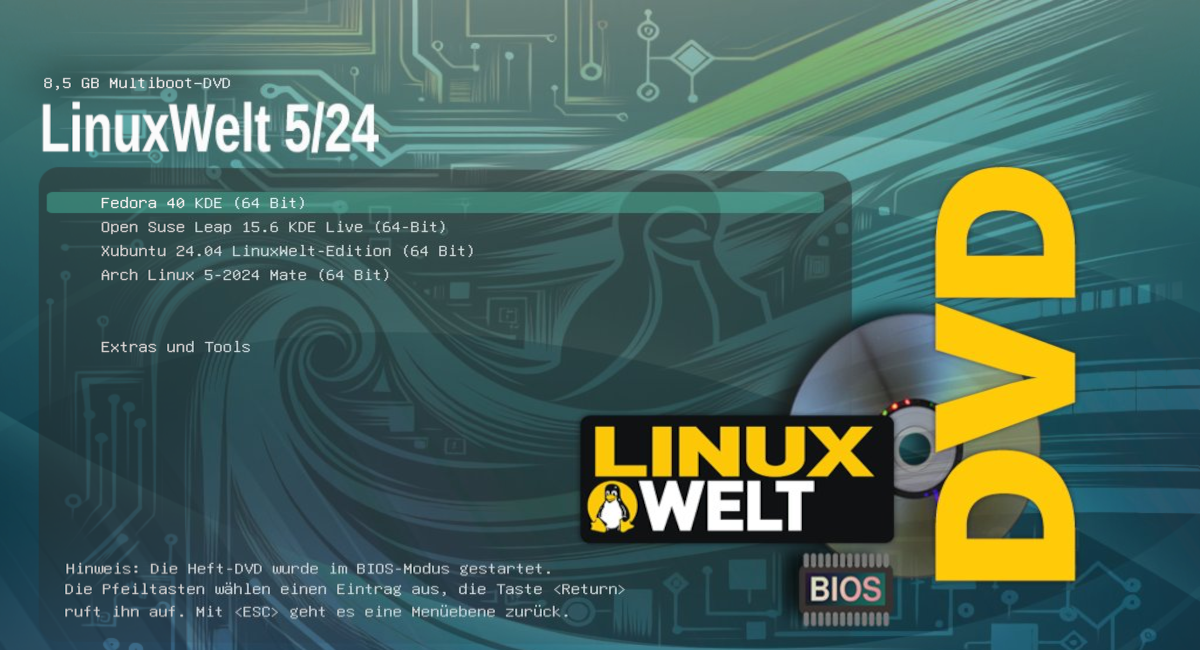 8,5 GB Multiboot-DVD
LinuxWelt 5/24
Fedora 40 KDE (64 Bit)
Open Suse Leap 15.6 KDE Live (64-Bit)
Xubuntu 24.04 LinuxWelt-Edition (64 Bit)
Arch Linux 5-2024 Mate (64 Bit)
Extras und Tools
LINUX
WELT
DVD
BIOS
Hinweis: Die Heft-DVD wurde im BIOS-Modus gestartet.
Die Pfeiltasten wählen einen Eintrag aus, die Taste <Return>
ruft ihn auf. Mit <ESC> geht es eine Menüebene zurück.